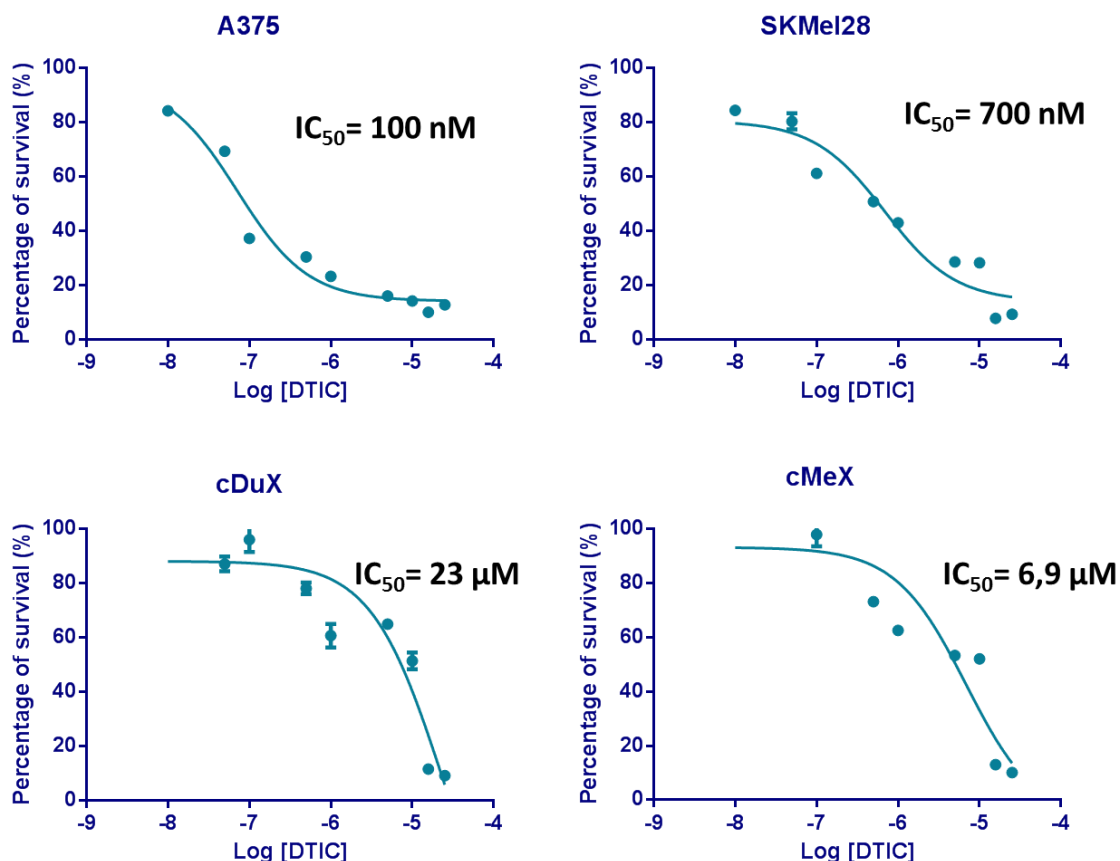 A375
Percentage of survival (%)
100
80
60
40
20
0
IC50= 100 nM
-9 -8 -7 -6 -5 -4
Log [DTIC]
SKMel28
Percentage of survival (%)
100
80
60
40
20
0
IC50= 700 nM
-9 -8 -7 -6 -5 -4
Log [DTIC]
cDuX
Percentage of survival (%)
100
80
60
40
20
0
IC50= 23 µM
-9 -8 -7 -6 -5 -4
Log [DTIC]
cMeX
Percentage of survival (%)
100
80
60
40
20
0
IC50= 6,9 µM
-9 -8 -7 -6 -5 -4
Log [DTIC]